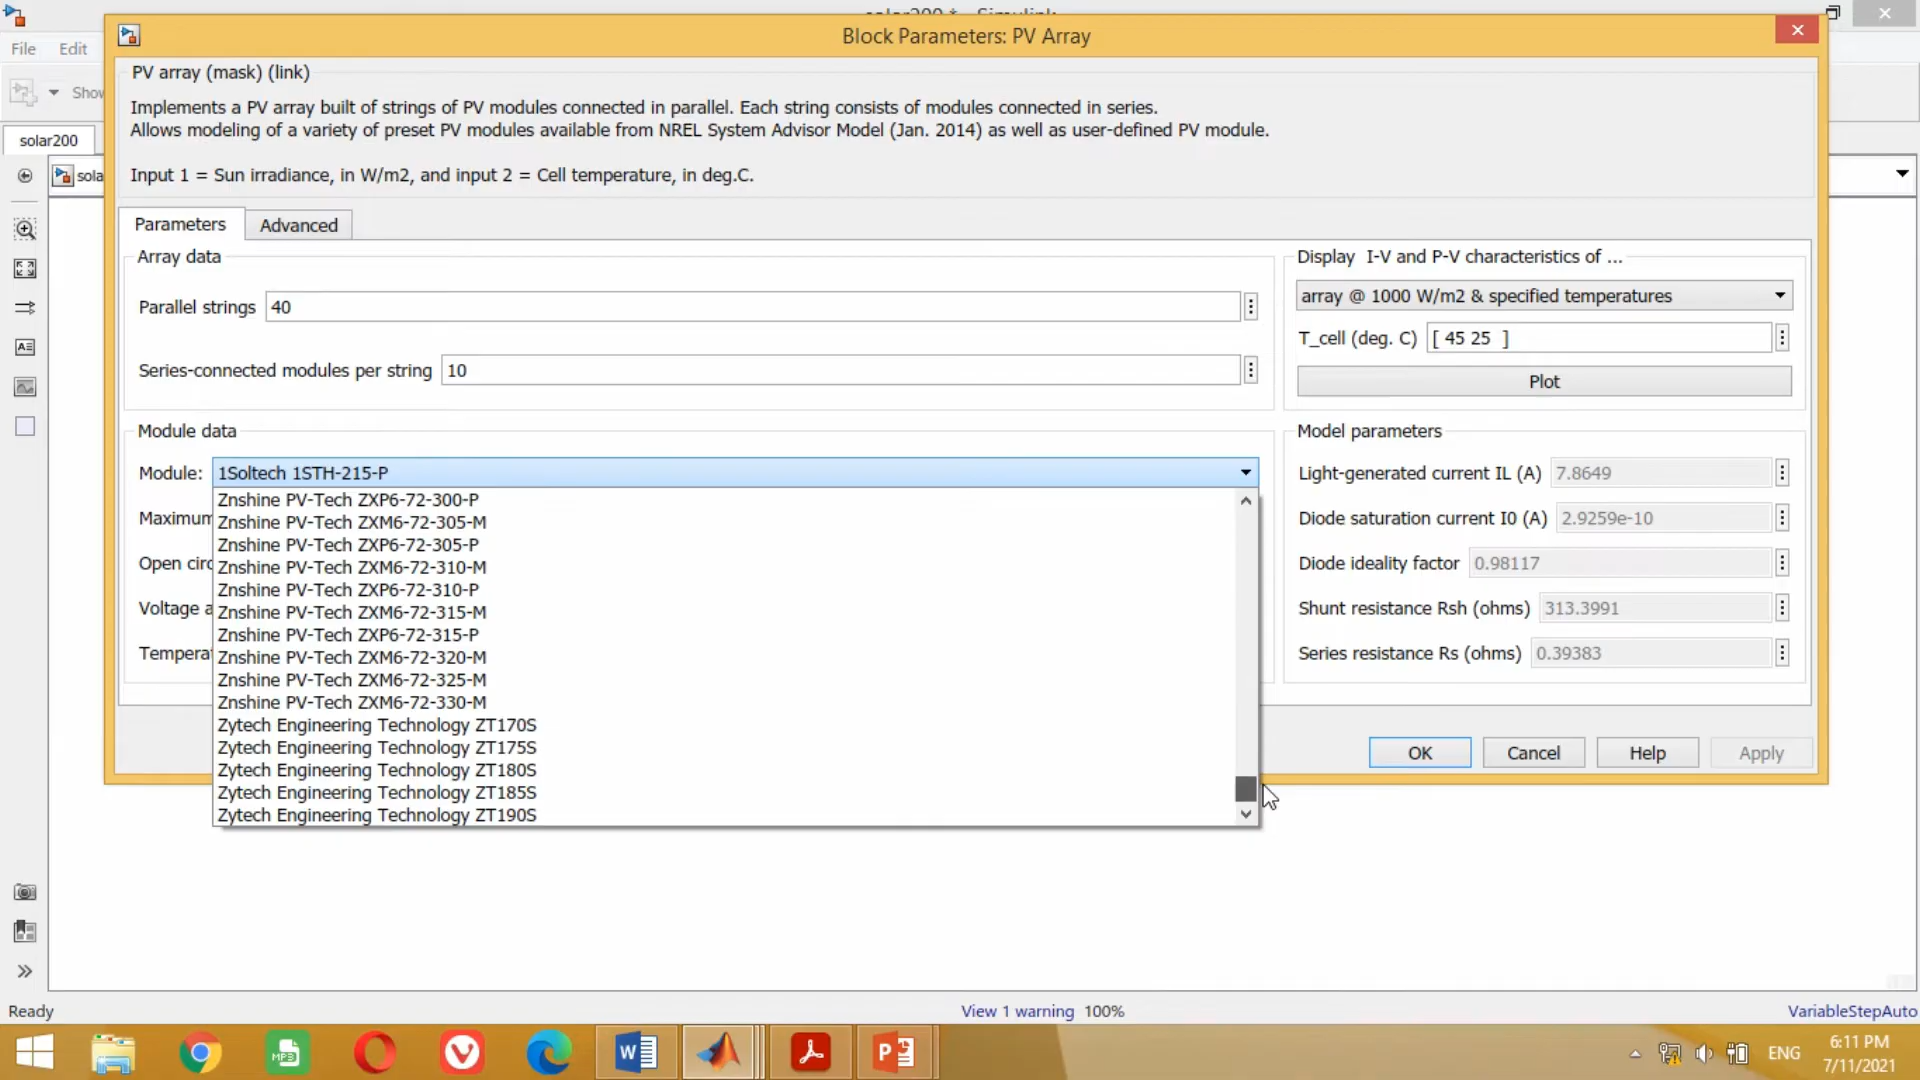 solar200 * - Simulink
Block Parameters: PV Array
File Edit
Show
PV array (mask) (link)
Implements a PV array built of strings of PV modules connected in parallel. Each string consists of modules connected in series.
Allows modeling of a variety of preset PV modules available from NREL System Advisor Model (Jan. 2014) as well as user-defined PV module.
Input 1 = Sun irradiance, in W/m2, and input 2 = Cell temperature, in deg.C.
solar200
sola
Parameters Advanced
Array data
Parallel strings 40
Series-connected modules per string 10
Display I-V and P-V characteristics of ...
array @ 1000 W/m2 & specified temperatures
T_cell (deg. C) [ 45 25 ]
Plot
Module data
Module: 1Soltech 1STH-215-P
Maximum
Open circ
Voltage a
Tempera
Znshine PV-Tech ZXP6-72-300-P
Znshine PV-Tech ZXM6-72-305-M
Znshine PV-Tech ZXP6-72-305-P
Znshine PV-Tech ZXM6-72-310-M
Znshine PV-Tech ZXP6-72-310-P
Znshine PV-Tech ZXM6-72-315-M
Znshine PV-Tech ZXP6-72-315-P
Znshine PV-Tech ZXM6-72-320-M
Znshine PV-Tech ZXM6-72-325-M
Znshine PV-Tech ZXM6-72-330-M
Zytech Engineering Technology ZT170S
Zytech Engineering Technology ZT175S
Zytech Engineering Technology ZT180S
Zytech Engineering Technology ZT185S
Zytech Engineering Technology ZT190S
Model parameters
Light-generated current IL (A) 7.8649
Diode saturation current I0 (A) 2.9259e-10
Diode ideality factor 0.98117
Shunt resistance Rsh (ohms) 313.3991
Series resistance Rs (ohms) 0.39383
OK Cancel Help Apply
Ready View 1 warning 100% VariableStepAuto
MP3
ENG
6:11 PM
7/11/2021